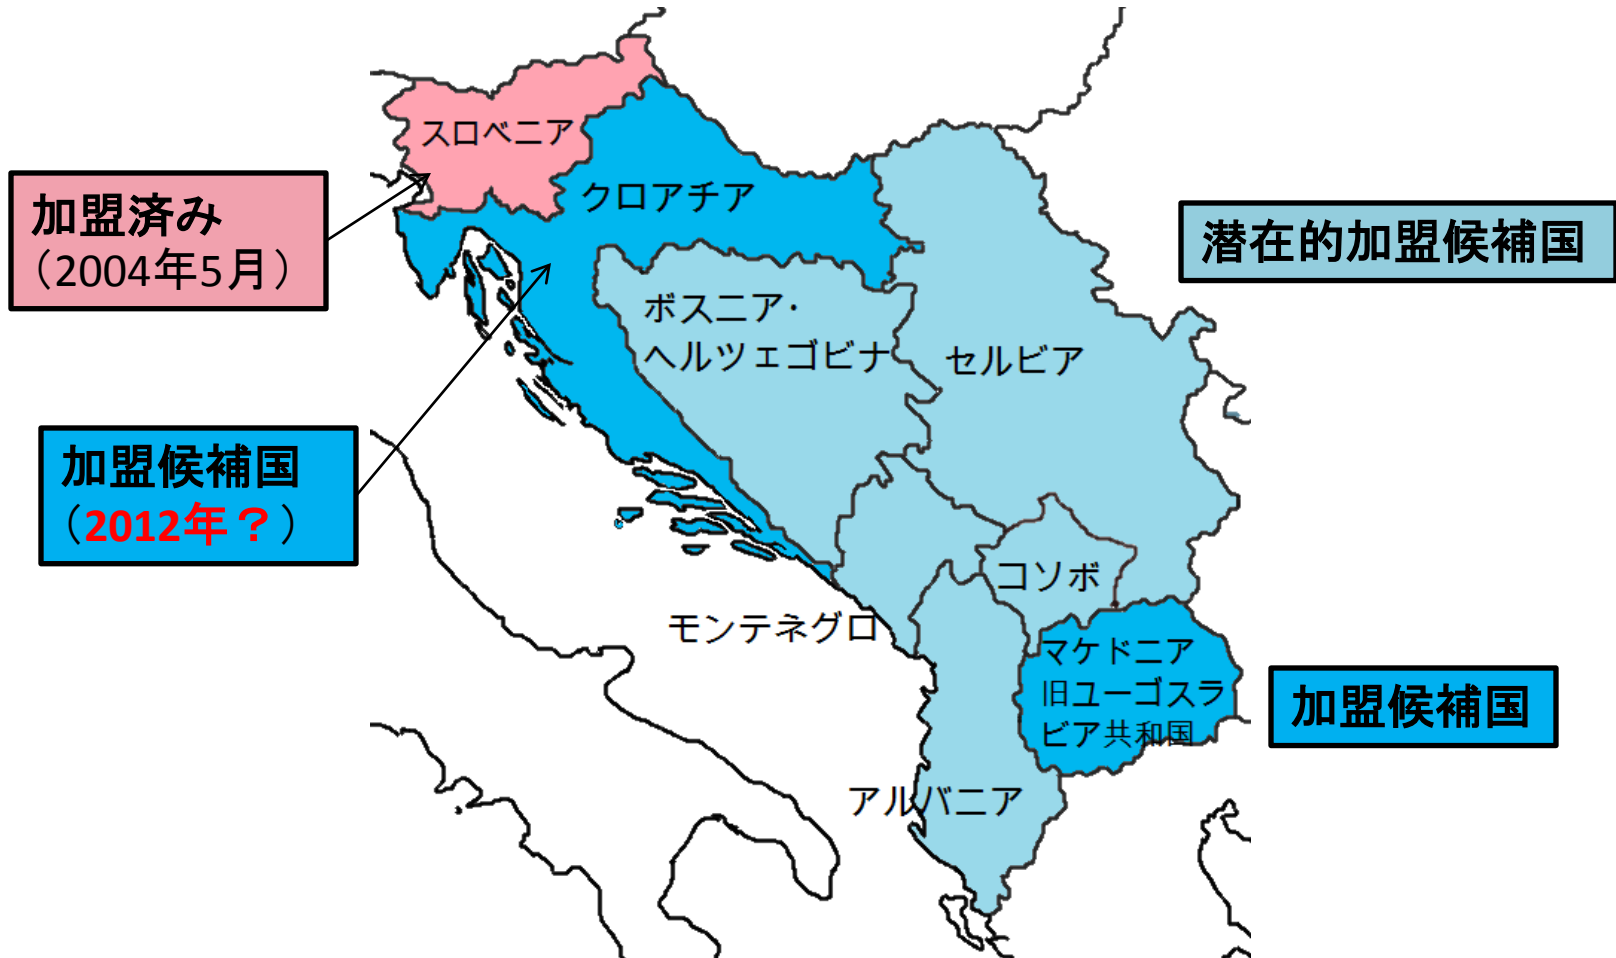 スロベニア
加盟済み
（2004年5月）
クロアチア
潜在的加盟候補国
ボスニア・
ヘルツェゴビナ
セルビア
加盟候補国
（2012年？）
コソボ
モンテネグロ
マケドニア
旧ユーゴスラ
ビア共和国
加盟候補国
アルバニア